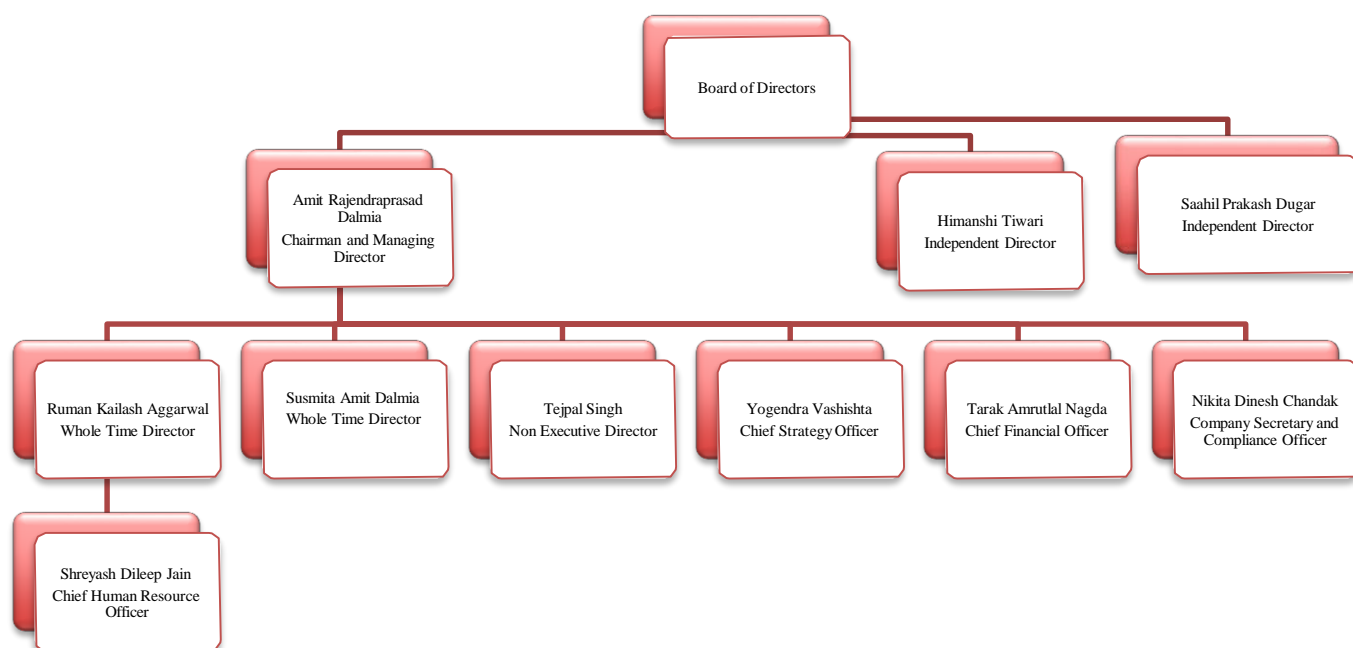 Board of Directors
Amit Rajendraprasad
Dalmia
Chairman and Managing
Director
Himanshi Tiwari
Independent Director
Saahil Prakash Dugar
Independent Director
Ruman Kailash Aggarwal
Whole Time Director
Susmita Amit Dalmia
Whole Time Director
Tejpal Singh
Non Executive Director
Yogendra Vashishta
Chief Strategy Officer
Tarak Amrutlal Nagda
Chief Financial Officer
Nikita Dinesh Chandak
Company Secretary and
Compliance Officer
Shreyash Dileep Jain
Chief Human Resource
Officer